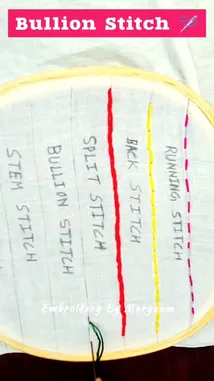 Bullion Stitch
RUNNING STITCH
BACK STITCH
SPLIT STITCH
BULLION STITCH
STEM STITCH
Embroidery By Maryam